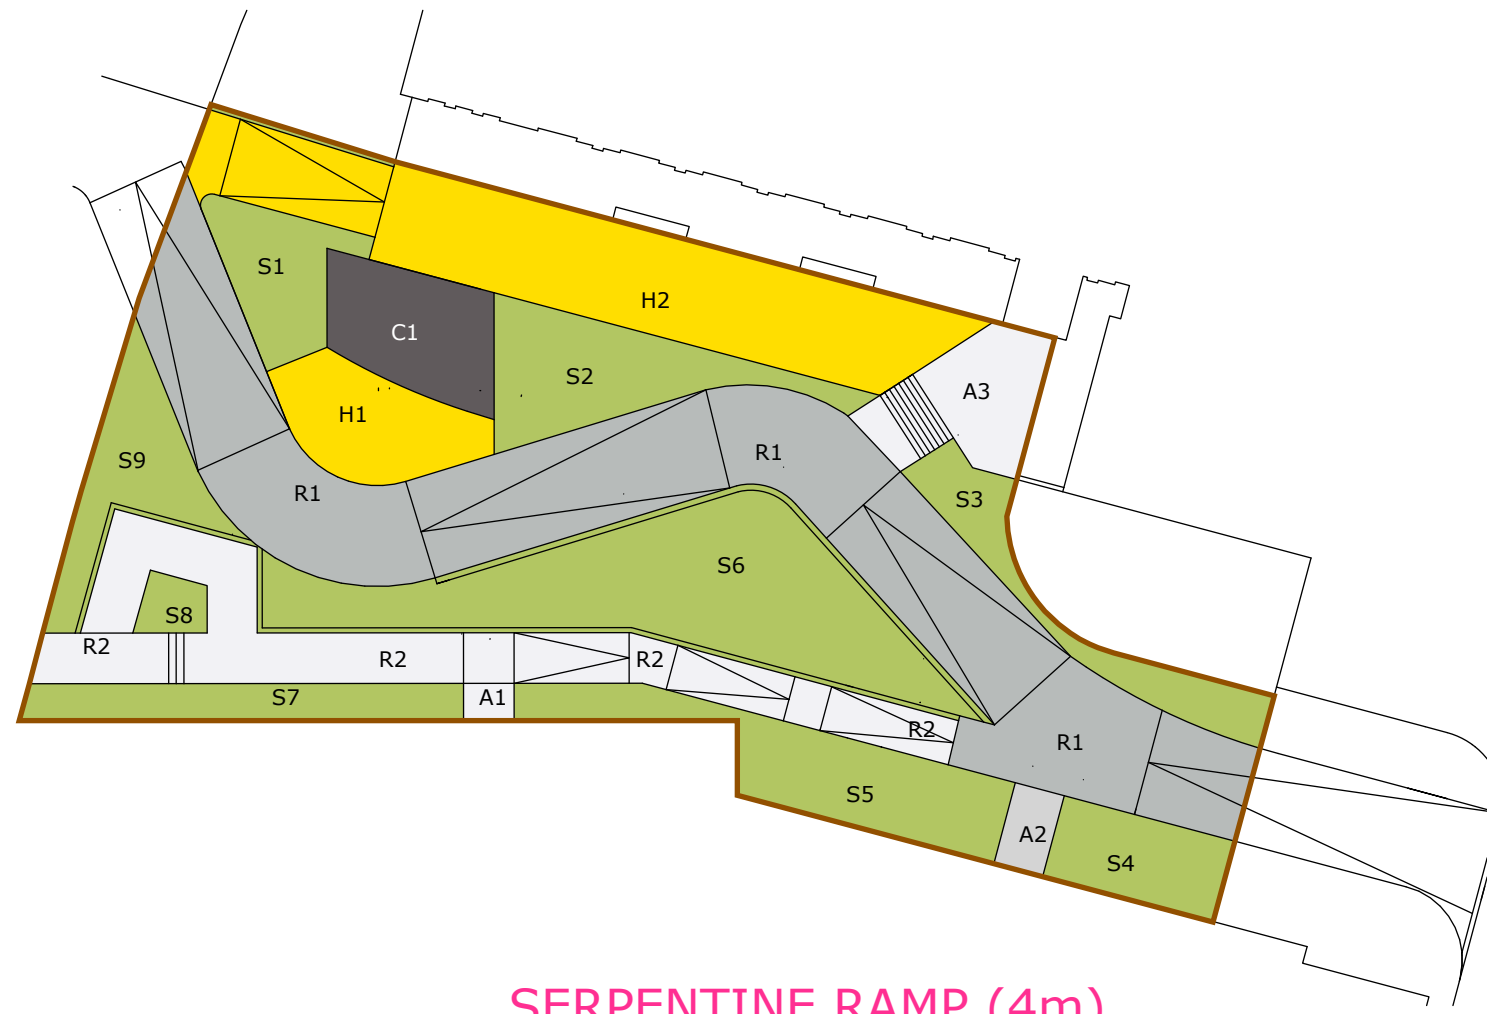 S1
H2
C1
S2
A3
H1
R1
S9
R1
S3
S6
S8
R2
R2
R2
S7
A1
R2
R1
S5
A2
S4
SERPENTINE RAMP (4m)